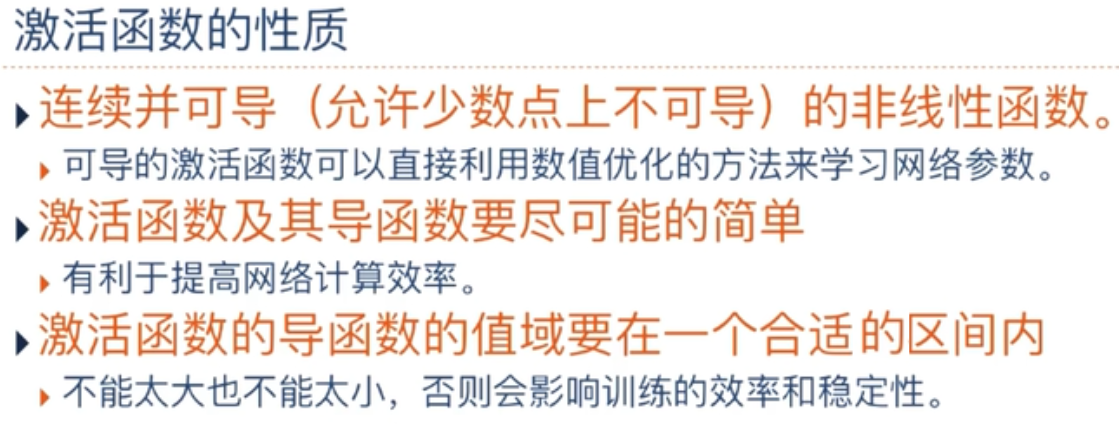 激活函数的性质
连续并可导（允许少数点上不可导）的非线性函数。
可导的激活函数可以直接利用数值优化的方法来学习网络参数。
激活函数及其导函数要尽可能的简单
有利于提高网络计算效率。
激活函数的导函数的值域要在一个合适的区间内
不能太大也不能太小，否则会影响训练的效率和稳定性。